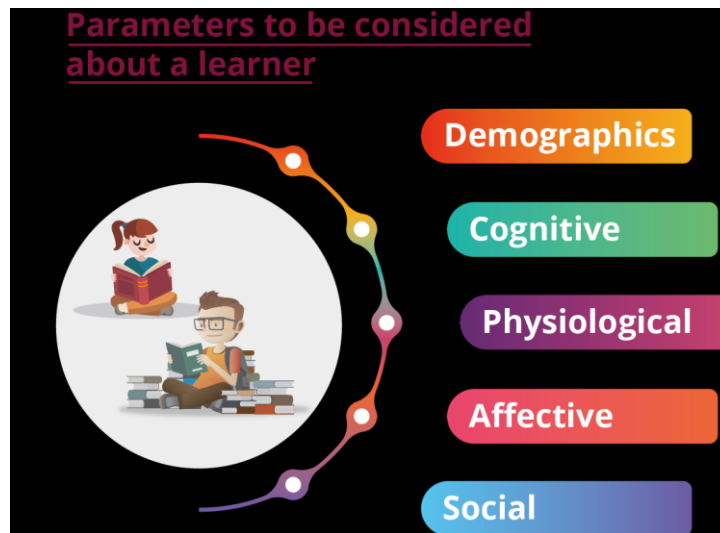 Parameters to be considered
about a learner
Demographics
Cognitive
Physiological
Affective
Social